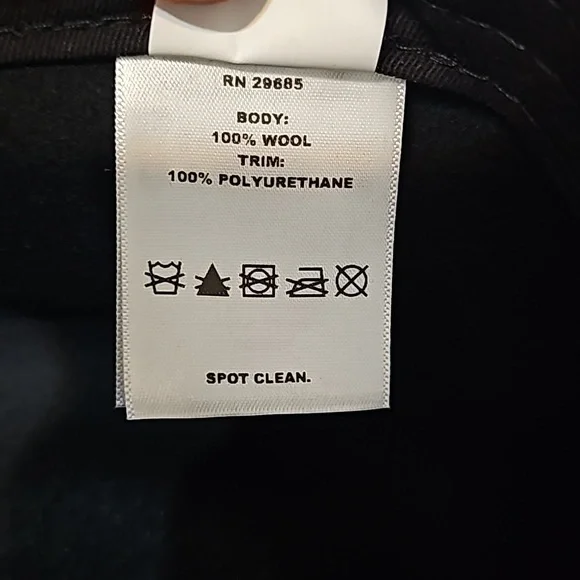 RN 29685
BODY:
100% WOOL
TRIM:
100% POLYURETHANE
SPOT CLEAN.